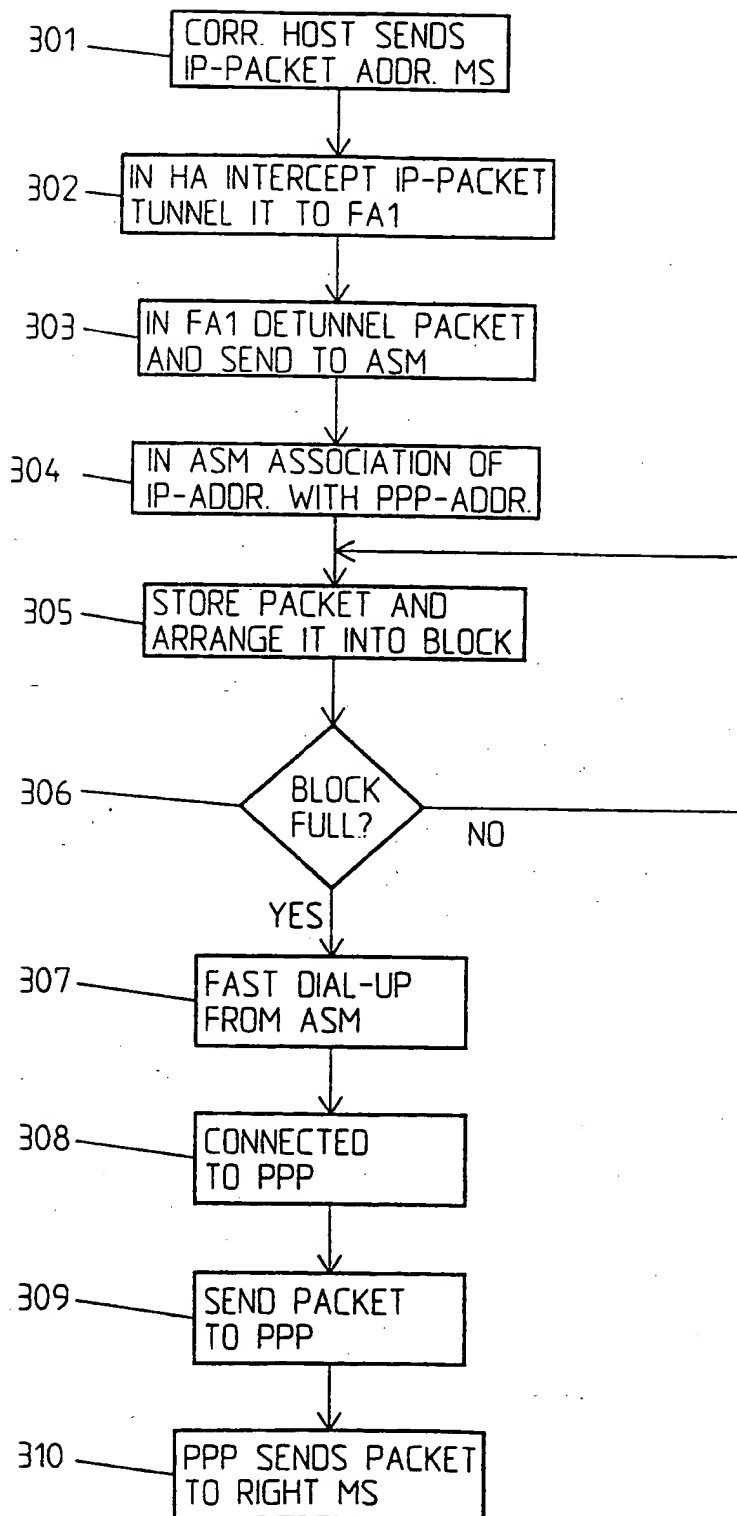 301
CORR. HOST SENDS
IP-PACKET ADDR. MS
302
IN HA INTERCEPT IP-PACKET
TUNNEL IT TO FA1
303
IN FA1 DETUNNEL PACKET
AND SEND TO ASM
304
IN ASM ASSOCIATION OF
IP-ADDR. WITH PPP-ADDR.
305
STORE PACKET AND
ARRANGE IT INTO BLOCK
306
BLOCK
FULL?
NO
YES
307
FAST DIAL-UP
FROM ASM
308
CONNECTED
TO PPP
309
SEND PACKET
TO PPP
310
PPP SENDS PACKET
TO RIGHT MS